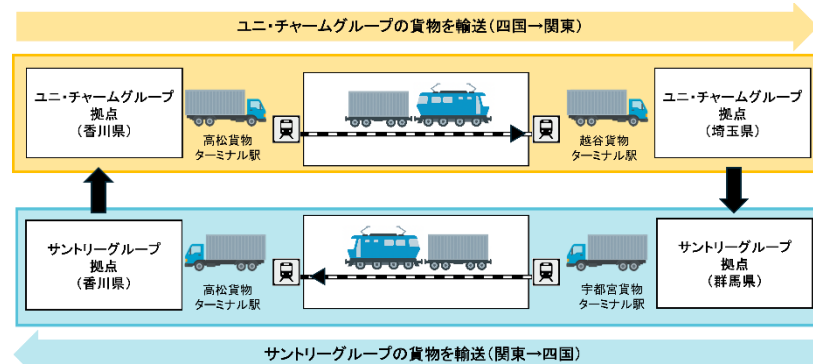 ユニ・チャームグループの貨物を輸送(四国→関東)
ユニ・チャームグループ
拠点
(香川県)
高松貨物
ターミナル駅
越谷貨物
ターミナル駅
ユニ・チャームグループ
拠点
(埼玉県)
サントリーグループ
拠点
(香川県)
高松貨物
ターミナル駅
宇都宮貨物
ターミナル駅
サントリーグループ
拠点
(群馬県)
サントリーグループの貨物を輸送(関東→四国)